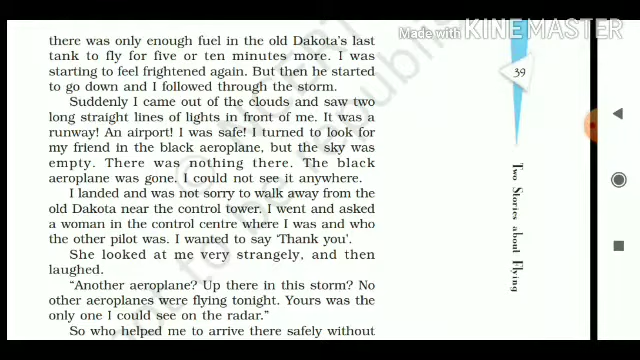 Made with KINEMASTER
there was only enough fuel in the old Dakota's last
tank to fly for five or ten minutes more. I was
starting to feel frightened again. But then he started
to go down and I followed through the storm.
Suddenly I came out of the clouds and saw two
long straight lines of lights in front of me. It was a
runway! An airport! I was safe! I turned to look for
my friend in the black aeroplane, but the sky was
empty. There was nothing there. The black
aeroplane was gone. I could not see it anywhere.
I landed and was not sorry to walk away from the
old Dakota near the control tower. I went and asked
a woman in the control centre where I was and who
the other pilot was. I wanted to say 'Thank you'.
She looked at me very strangely, and then
laughed.
"Another aeroplane? Up there in this storm? No
other aeroplanes were flying tonight. Yours was the
only one I could see on the radar."
So who helped me to arrive there safely without
39
Two Stories about Flying
© NCERT
not to be republished